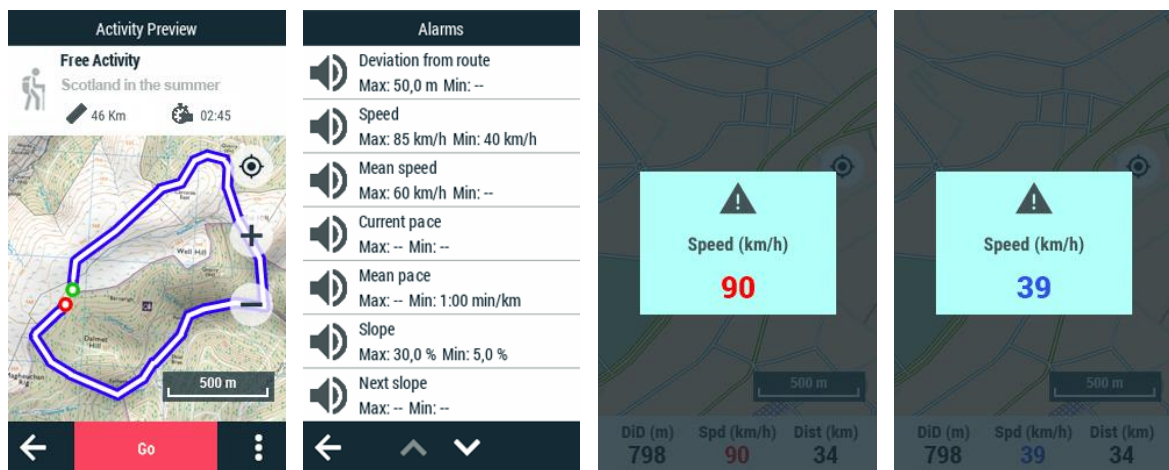 Activity Preview
Free Activity
Scotland in the summer
46 Km 02:45
Well Hill
Dalmet
Hill
500 m
Go
Alarms
Deviation from route
Max: 50,0 m Min: --
Speed
Max: 85 km/h Min: 40 km/h
Mean speed
Max: 60 km/h Min: --
Current pace
Max: -- Min: --
Mean pace
Max: -- Min: 1:00 min/km
Slope
Max: 30,0 % Min: 5,0 %
Next slope
Max: -- Min: --
Speed (km/h)
90
500 m
DiD (m) Spd (km/h) Dist (km)
798 90 34
Speed (km/h)
39
500 m
DiD (m) Spd (km/h) Dist (km)
798 39 34